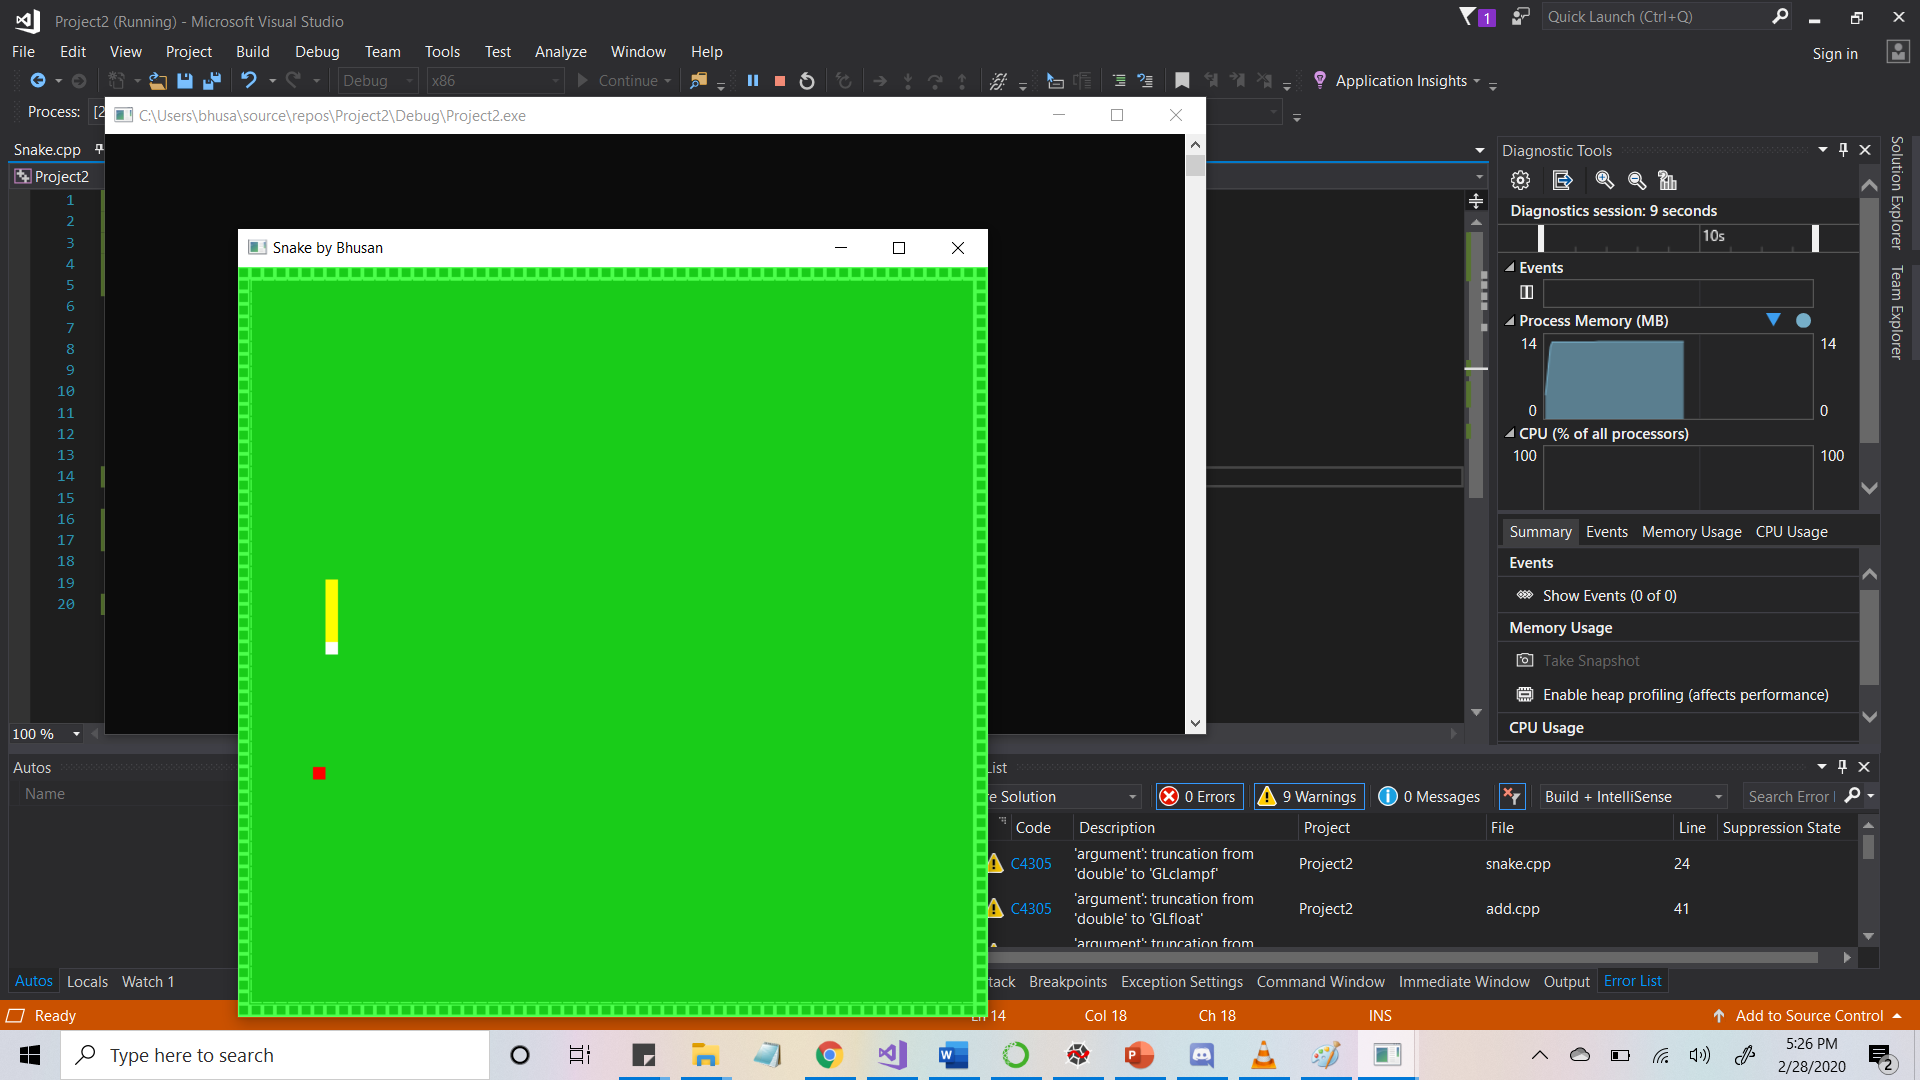 Project2 (Running) - Microsoft Visual Studio
1
Quick Launch (Ctrl+Q)
File Edit View Project Build Debug Team Tools Test Analyze Window Help
Sign in
Debug x86 Continue Application Insights
Process: [2
C:\Users\bhusa\source\repos\Project2\Debug\Project2.exe
Snake.cpp
Project2
1
2
3
4
5
6
7
8
9
10
11
12
13
14
15
16
17
18
19
20
100 %
Snake by Bhusan
Diagnostic Tools
Diagnostics session: 9 seconds
10s
Events
Process Memory (MB)
14 14
0 0
CPU (% of all processors)
100 100
Summary Events Memory Usage CPU Usage
Events
Show Events (0 of 0)
Memory Usage
Take Snapshot
Enable heap profiling (affects performance)
CPU Usage
Solution Explorer
Team Explorer
Autos
Name
Autos Locals Watch 1
List
re Solution 0 Errors 9 Warnings 0 Messages Build + IntelliSense Search Error
Code Description Project File Line Suppression State
C4305 'argument': truncation from 'double' to 'GLclampf' Project2 snake.cpp 24
C4305 'argument': truncation from 'double' to 'GLfloat' Project2 add.cpp 41
'argument': truncation from
tack Breakpoints Exception Settings Command Window Immediate Window Output Error List
Ready Ln 14 Col 18 Ch 18 INS Add to Source Control
Type here to search
5:26 PM
2/28/2020
2